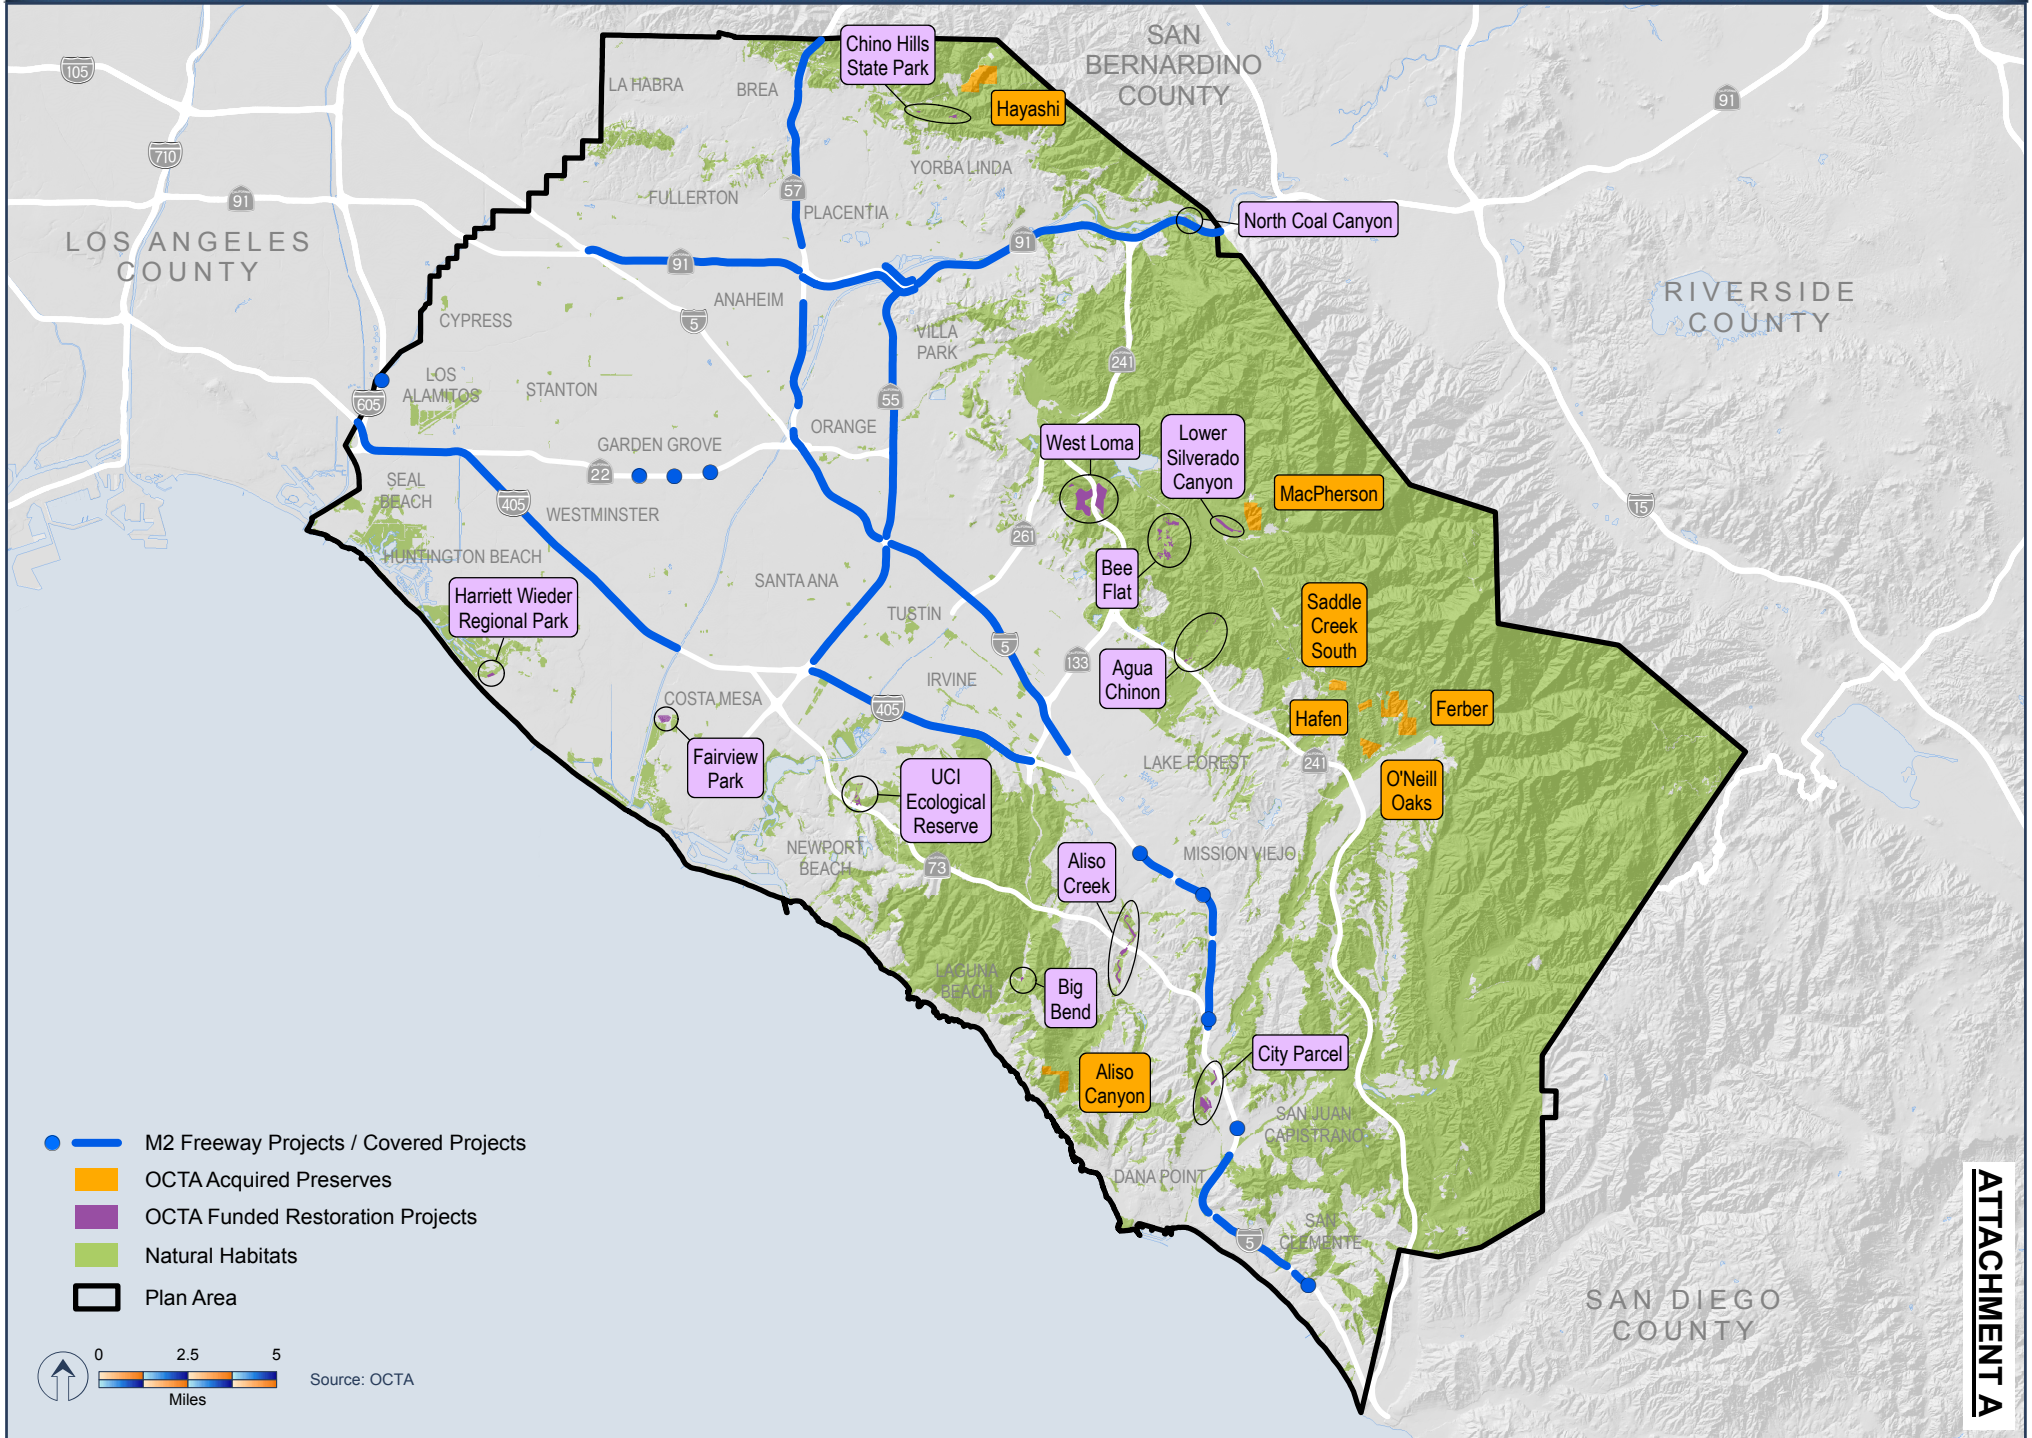 SAN
BERNARDINO
COUNTY
Chino Hills
State Park
105
LA HABRA
BREA
Hayashi
91
710
YORBA LINDA
57
FULLERTON
PLACENTIA
91
North Coal Canyon
LOS ANGELES
COUNTY
91
91
ANAHEIM
RIVERSIDE
COUNTY
CYPRESS
5
VILLA
PARK
241
LOS
ALAMITOS
STANTON
605
55
ORANGE
GARDEN GROVE
West Loma
Lower
Silverado
Canyon
22
SEAL
BEACH
MacPherson
405
WESTMINSTER
15
261
HUNTINGTON BEACH
SANTA ANA
Bee
Flat
Harriett Wieder
Regional Park
TUSTIN
Saddle
Creek
South
5
133
Agua
Chinon
IRVINE
COSTA MESA
405
Hafen
Ferber
Fairview
Park
LAKE FOREST
241
UCI
Ecological
Reserve
O'Neill
Oaks
NEWPORT
BEACH
73
MISSION VIEJO
Aliso
Creek
LAGUNA
BEACH
Big
Bend
City Parcel
Aliso
Canyon
SAN JUAN
CAPISTRANO
DANA POINT
SAN
CLEMENTE
5
SAN DIEGO
COUNTY
M2 Freeway Projects / Covered Projects
OCTA Acquired Preserves
OCTA Funded Restoration Projects
Natural Habitats
Plan Area
0 2.5 5
Miles
Source: OCTA
ATTACHMENT A